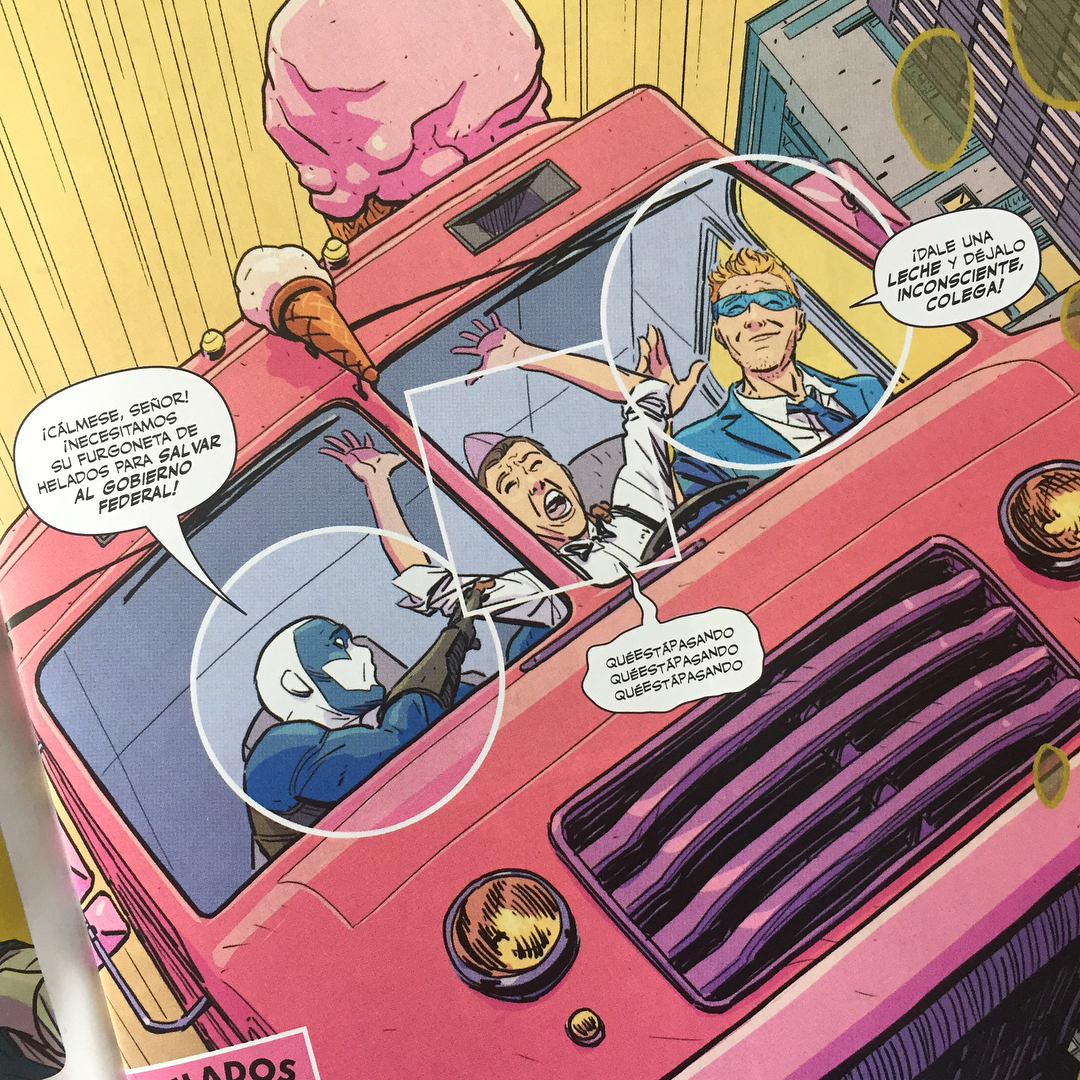 ¡CÁLMESE, SEÑOR!
¡NECESITAMOS
SU FURGONETA DE
HELADOS PARA SALVAR
AL GOBIERNO
FEDERAL!
¡DALE UNA
LECHE Y DÉJALO
INCONSCIENTE,
COLEGA!
QUÉESTÁPASANDO
QUÉESTÁPASANDO
QUÉESTÁPASANDO